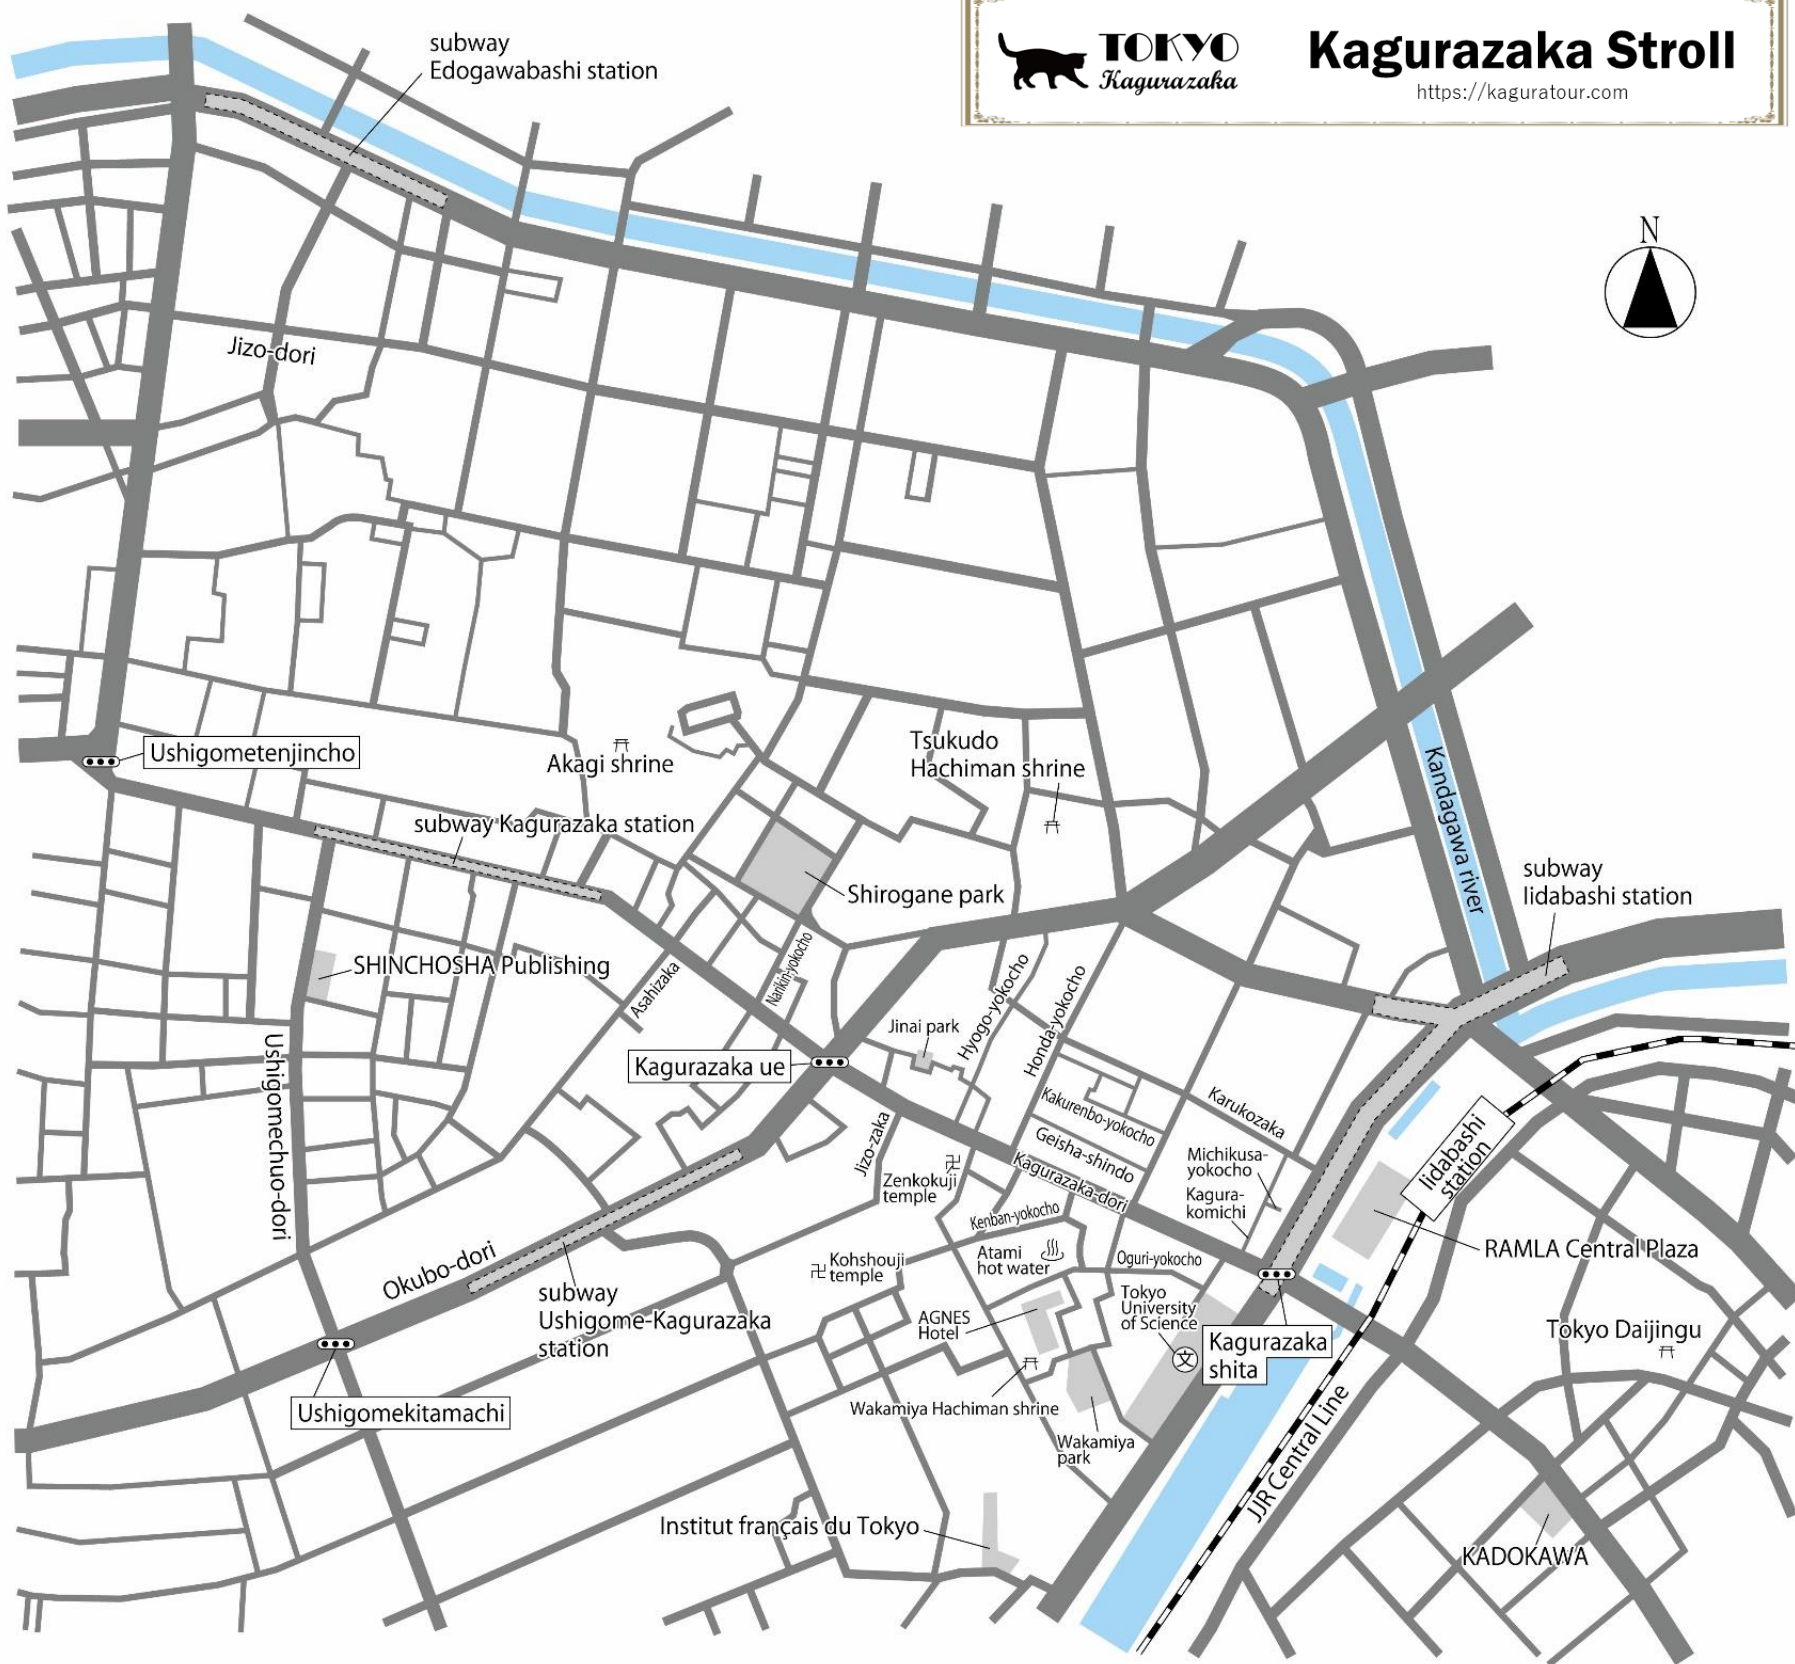 TOKYO
Kagurazaka
Kagurazaka Stroll
https://kaguratour.com
subway
Edogawabashi station
N
Jizo-dori
Ushigometenjincho
Akagi shrine
Tsukudo
Hachiman shrine
Kandagawa river
subway Kagurazaka station
Shirogane park
subway
Iidabashi station
SHINCHOSHA Publishing
Asahizaka
Narikin-yokocho
Hyogo-yokocho
Honda-yokocho
Jinai park
Kagurazaka ue
Ushigomechuo-dori
Kakurenbo-yokocho
Karukozaka
Geisha-shindo
Kagurazaka-dori
Michikusa-
yokocho
Kagura-
komichi
Iidabashi
station
Jizo-zaka
卍
Zenkokuji
temple
Kenban-yokocho
Oguri-yokocho
Atami
hot water
RAMLA Central Plaza
Okubo-dori
卍
Kohshouji
temple
subway
Ushigome-Kagurazaka
station
AGNES
Hotel
Tokyo
University
of Science
文
Kagurazaka
shita
Tokyo Daijingu
Ushigomekitamachi
Wakamiya Hachiman shrine
Wakamiya
park
JJR Central Line
Institut français du Tokyo
KADOKAWA